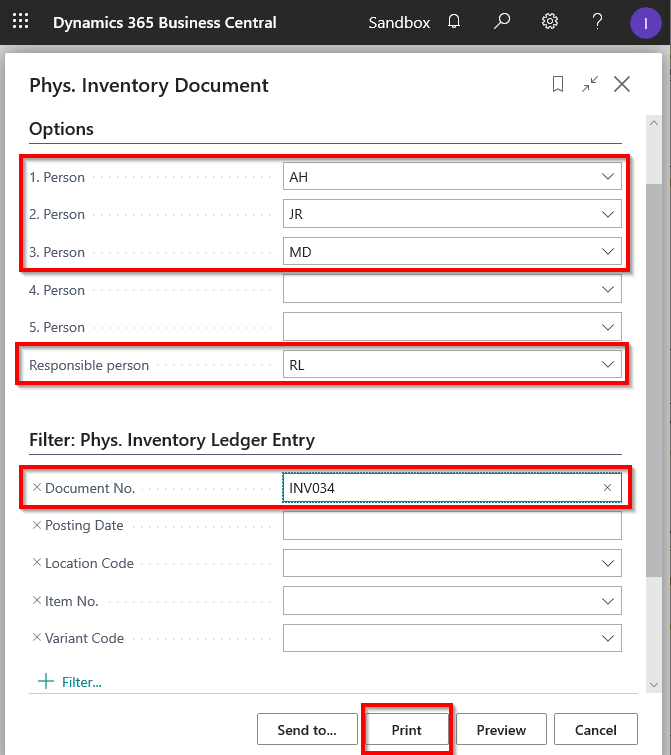 Dynamics 365 Business Central Sandbox ? I
Phys. Inventory Document
Options
1. Person AH
2. Person JR
3. Person MD
4. Person
5. Person
Responsible person RL
Filter: Phys. Inventory Ledger Entry
× Document No. INV034 ×
× Posting Date
× Location Code
× Item No.
× Variant Code
+ Filter...
Send to... Print Preview Cancel